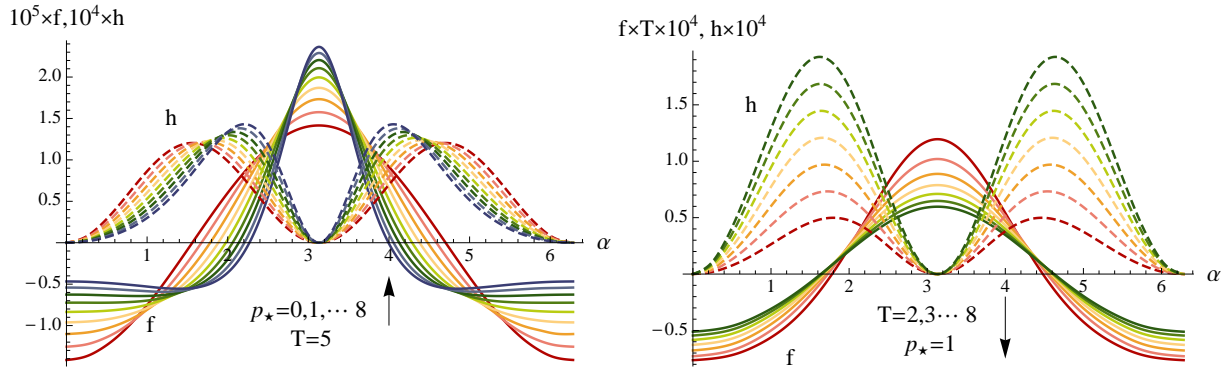 10⁵×f,10⁴×h
2.0
1.5
1.0
0.5
−0.5
−1.0
1 2 3 4 5 6
α
h
f
p⋆=0,1,⋯ 8
T=5
f×T×10⁴, h×10⁴
1.5
1.0
0.5
−0.5
1 2 3 4 5 6
α
h
f
T=2,3⋯ 8
p⋆=1